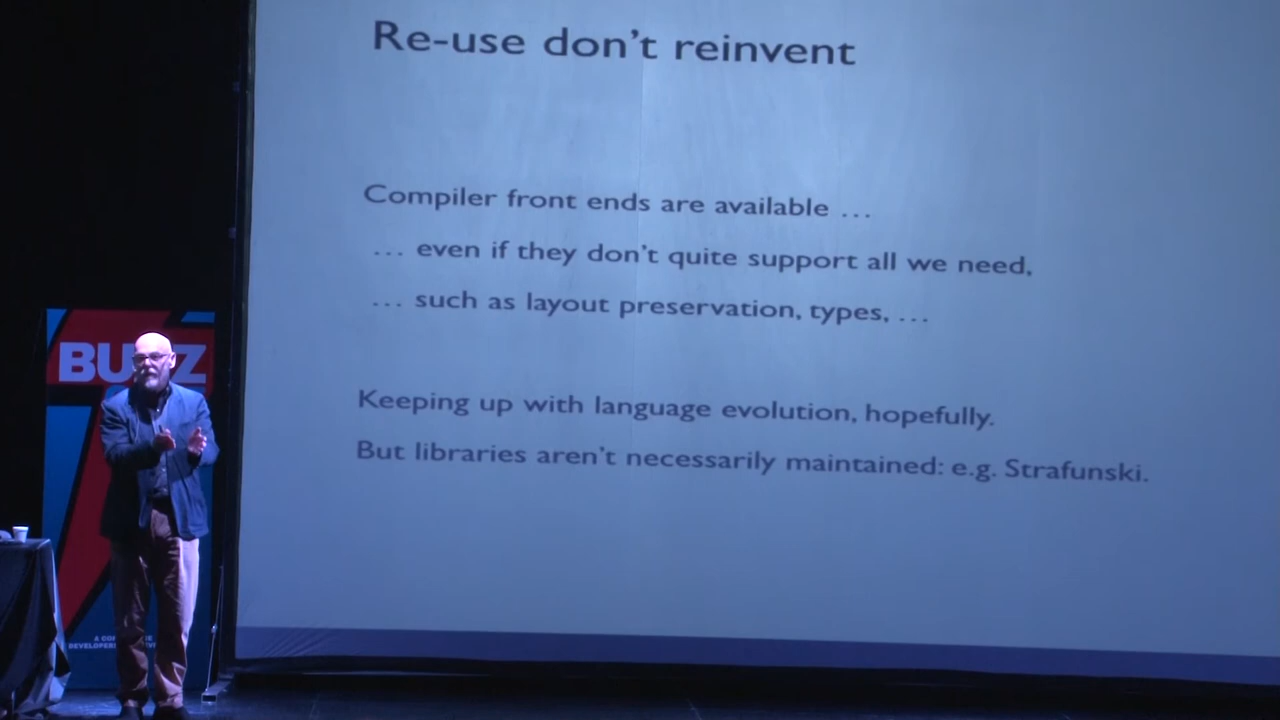 Re-use don't reinvent
Compiler front ends are available …
… even if they don't quite support all we need,
… such as layout preservation, types, …
Keeping up with language evolution, hopefully.
But libraries aren't necessarily maintained: e.g. Strafunski.
BU Z
A